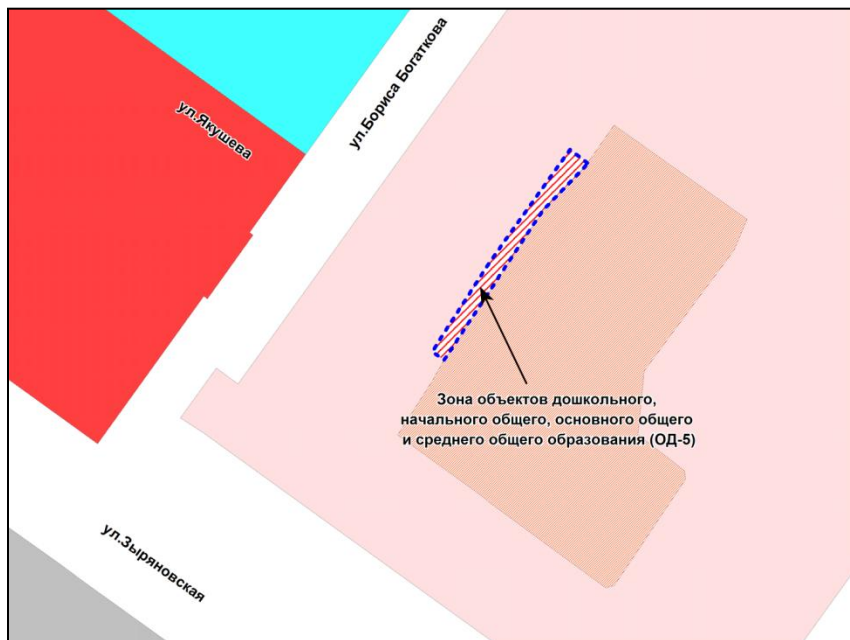 ул.Бориса Богаткова
ул.Якушева
Зона объектов дошкольного,
начального общего, основного общего
и среднего общего образования (ОД-5)
ул.Зыряновская